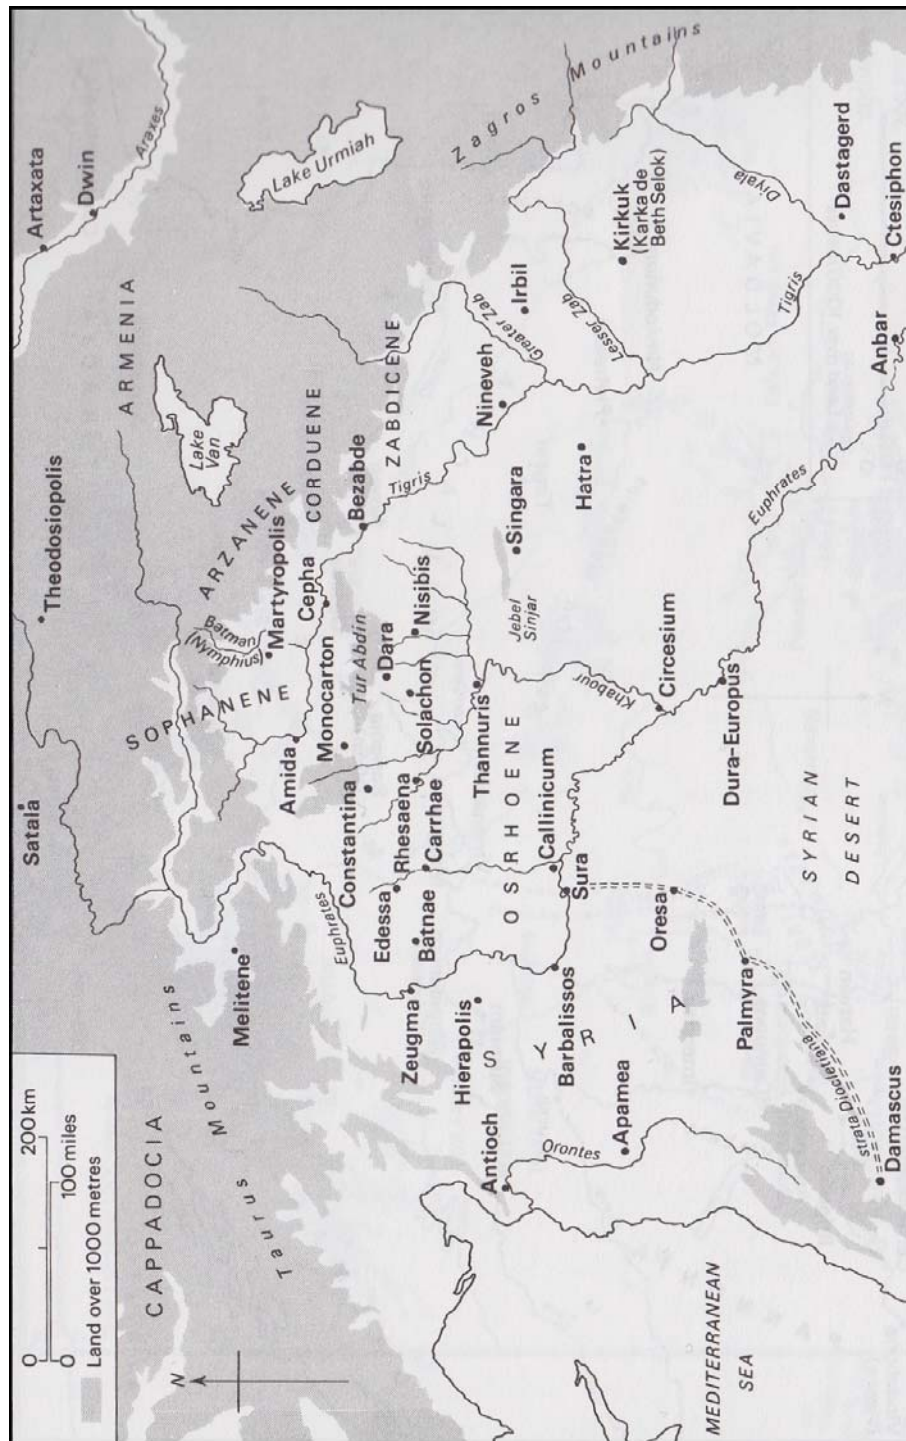 0
200 km
0
100 miles
Land over 1000 metres
N
CAPPADOCIA
Taurus Mountains
Satala
Theodosiopolis
Artaxata
Dwin
Araxes
ARMENIA
Lake Van
Lake Urmiah
Zagros Mountains
Melitene
SOPHANENE
ARZANENE
Batman
(Nymphius)
Martyropolis
CORDUENE
ZABDICENE
Amida
Cepha
Bezabde
Monocarton
Tur Abdin
Tigris
Euphrates
Constantina
Dara
Nisibis
Edessa
Rhesaena
Solachon
Zeugma
Batnae
Carrhae
Hierapolis
Thannuris
OSRHOENE
Nineveh
Greater Zab
Irbil
Lesser Zab
Kirkuk
(Karka de
Beth Selok)
Singara
Jebel
Sinjar
Hatra
SYRIA
Antioch
Barbalissos
Callinicum
Sura
Khabour
Circesium
Orontes
Apamea
Oresa
Dura-Europus
Euphrates
Tigris
Diyala
Dastagerd
Palmyra
strata Diocletiana
Damascus
SYRIAN
DESERT
Anbar
Ctesiphon
MEDITERRANEAN
SEA